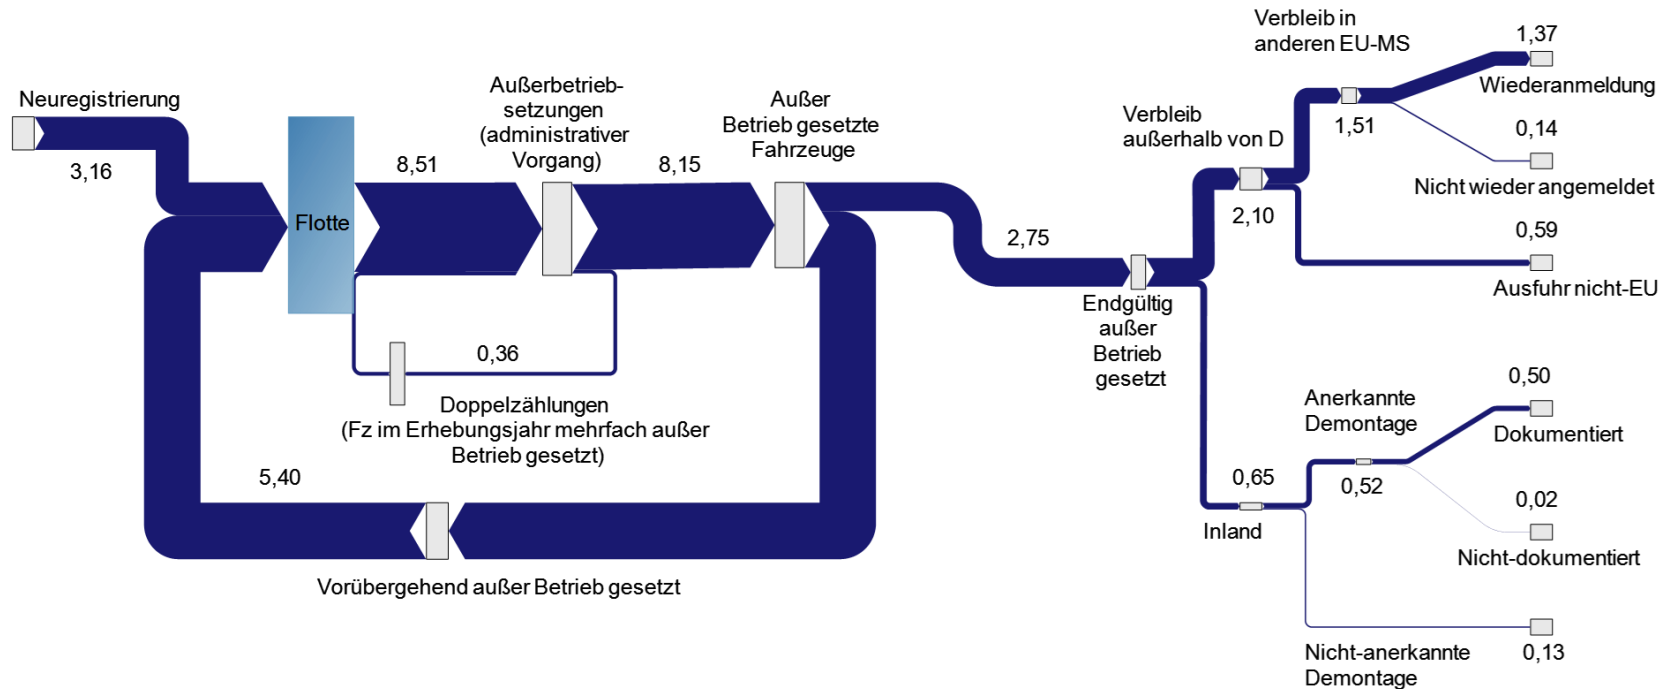 Neuregistrierung
3,16
Flotte
8,51
Außerbetrieb-
setzungen
(administrativer
Vorgang)
8,15
Außer
Betrieb gesetzte
Fahrzeuge
0,36
Doppelzählungen
(Fz im Erhebungsjahr mehrfach außer
Betrieb gesetzt)
5,40
Vorübergehend außer Betrieb gesetzt
2,75
Endgültig
außer
Betrieb
gesetzt
Verbleib
außerhalb von D
2,10
Verbleib in
anderen EU-MS
1,51
1,37
Wiederanmeldung
0,14
Nicht wieder angemeldet
0,59
Ausfuhr nicht-EU
0,65
Inland
Anerkannte
Demontage
0,52
0,50
Dokumentiert
0,02
Nicht-dokumentiert
Nicht-anerkannte
Demontage
0,13